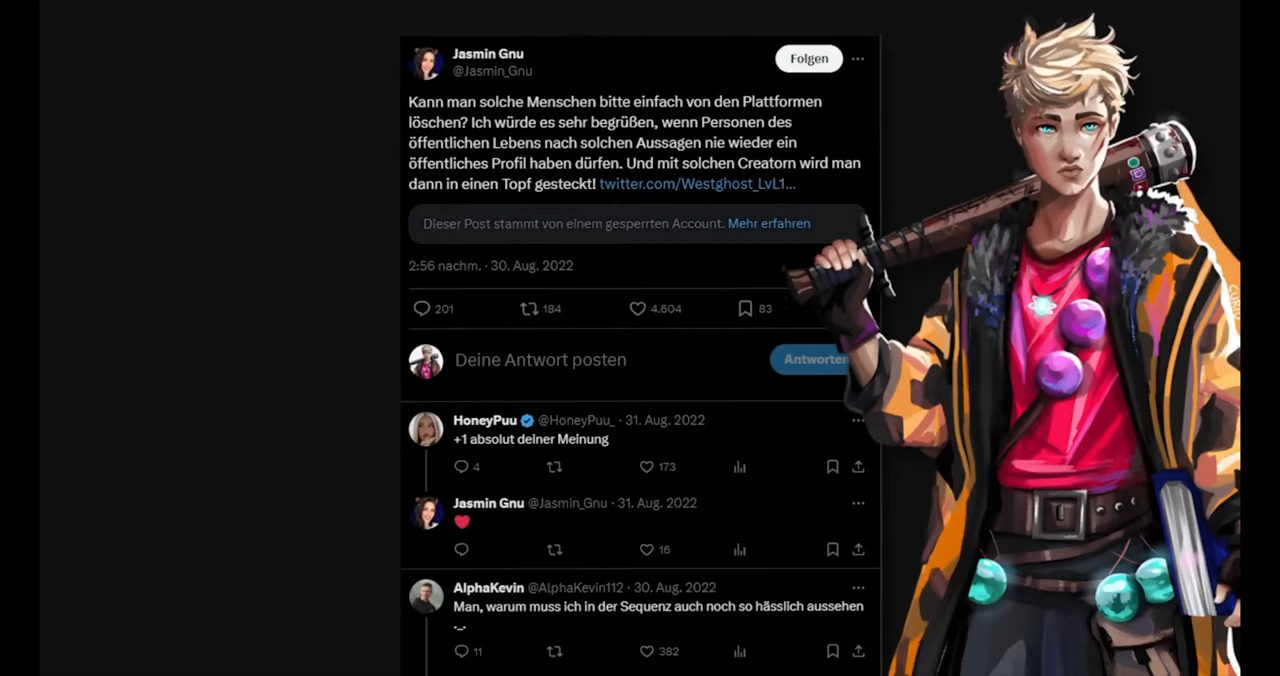 Jasmin Gnu
@Jasmin_Gnu
Folgen
Kann man solche Menschen bitte einfach von den Plattformen
löschen? Ich würde es sehr begrüßen, wenn Personen des
öffentlichen Lebens nach solchen Aussagen nie wieder ein
öffentliches Profil haben dürfen. Und mit solchen Creatorn wird man
dann in einen Topf gesteckt! twitter.com/Westghost_LvL1…
Dieser Post stammt von einem gesperrten Account. Mehr erfahren
2:56 nachm. · 30. Aug. 2022
201 184 4.604 83
Deine Antwort posten
Antworten
HoneyPuu @HoneyPuu_ · 31. Aug. 2022
+1 absolut deiner Meinung
4 173
Jasmin Gnu @Jasmin_Gnu · 31. Aug. 2022
16
AlphaKevin @AlphaKevin112 · 30. Aug. 2022
Man, warum muss ich in der Sequenz auch noch so hässlich aussehen
._.
11 382